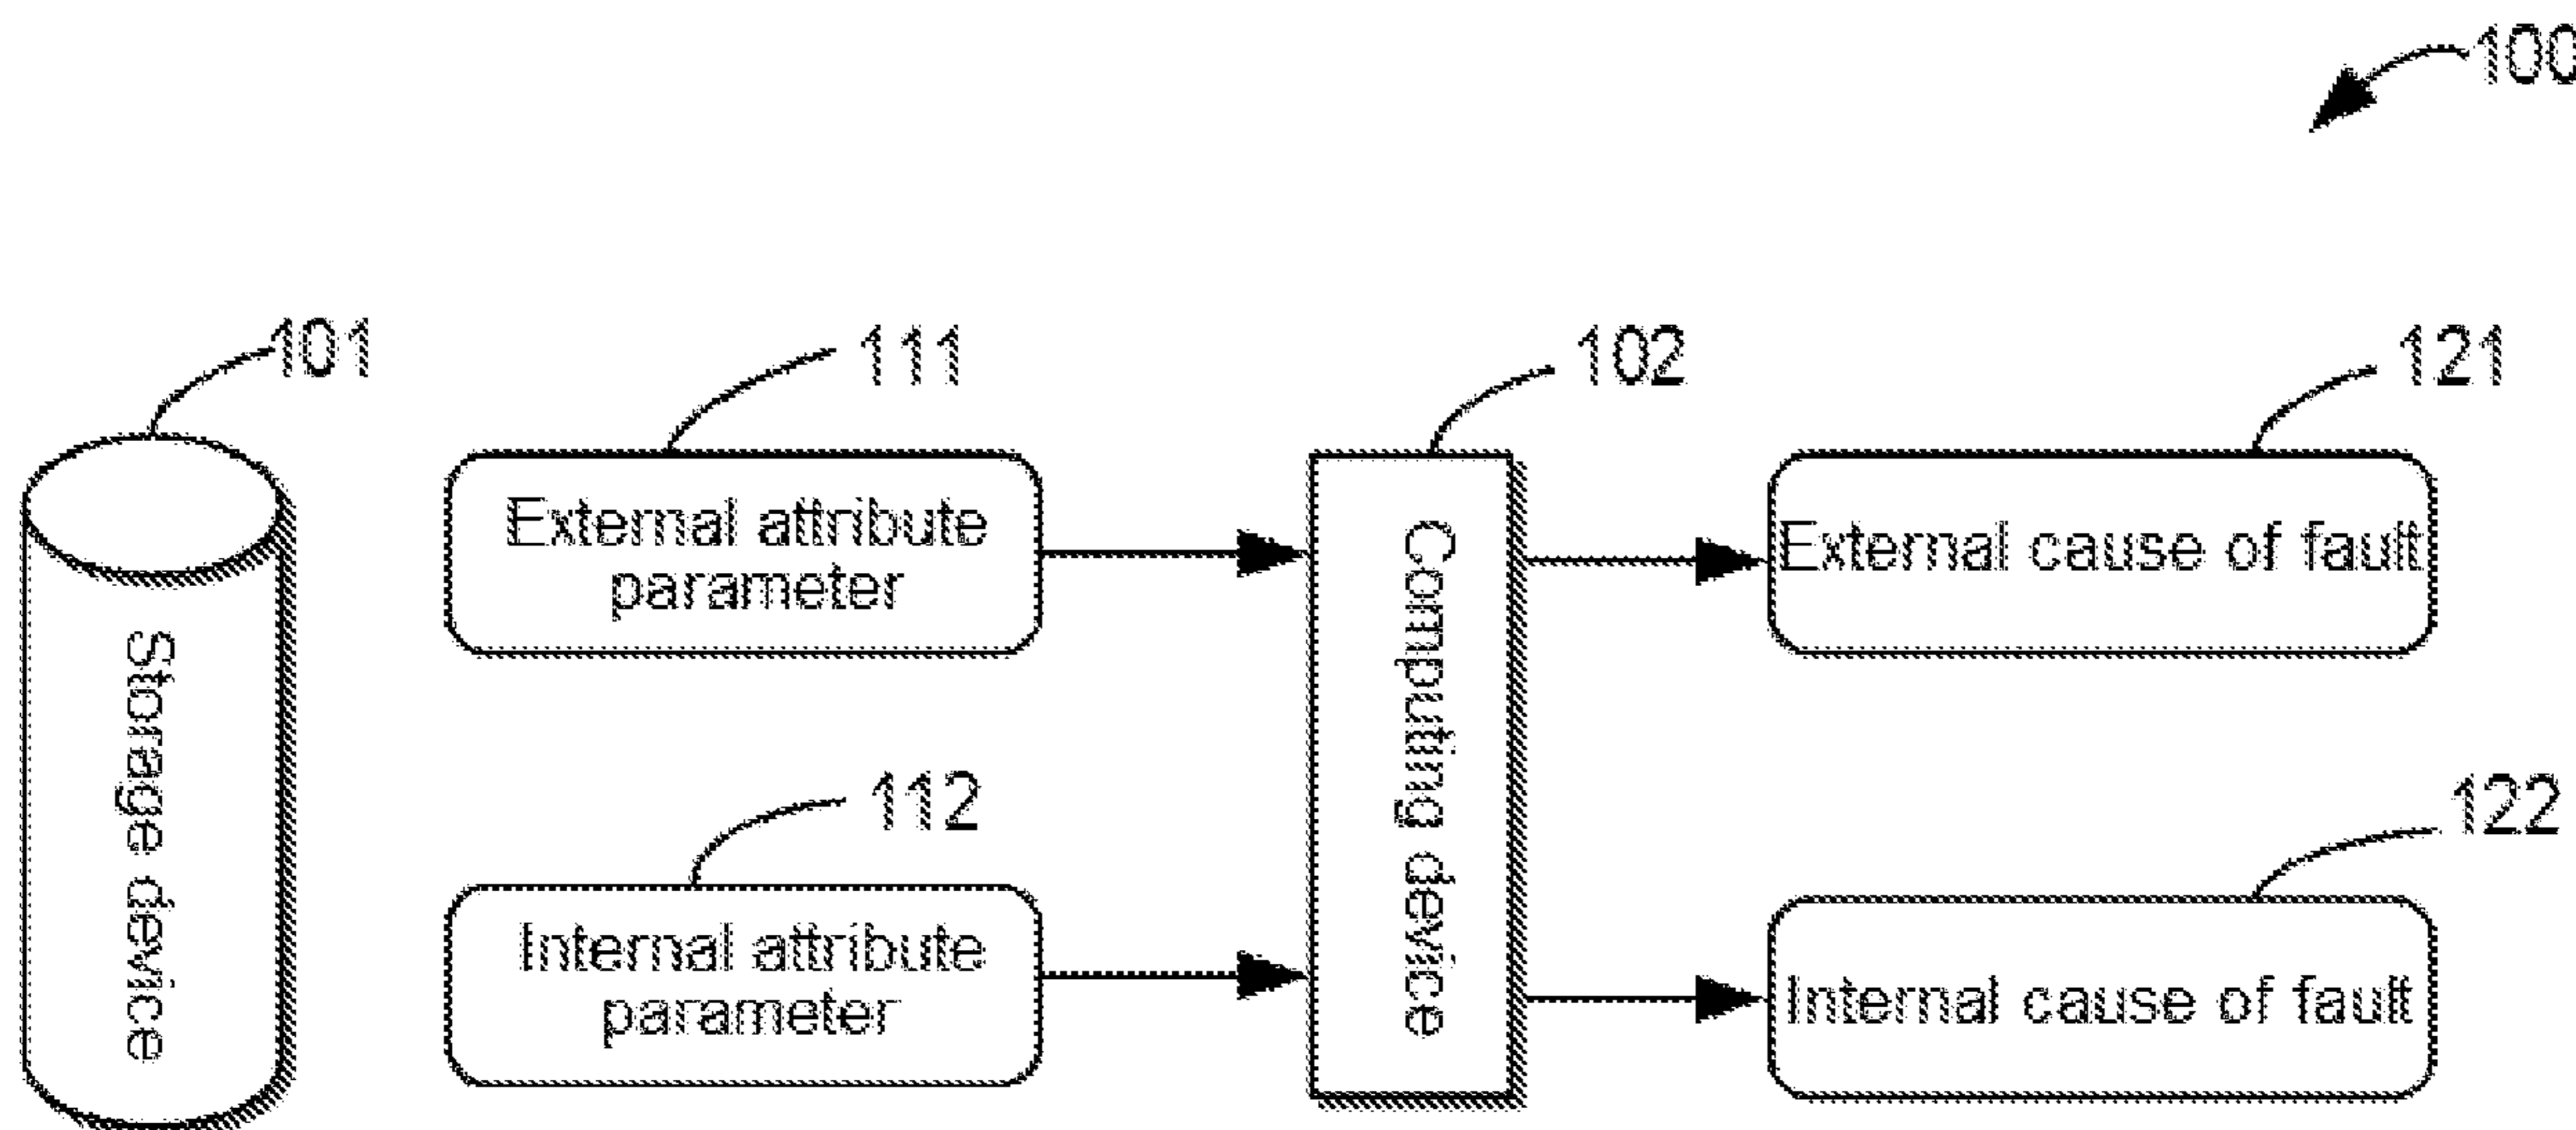 100
101
111
102
121
External attribute
parameter
External cause of fault
Storage device
Computing device
112
122
Internal attribute
parameter
Internal cause of fault